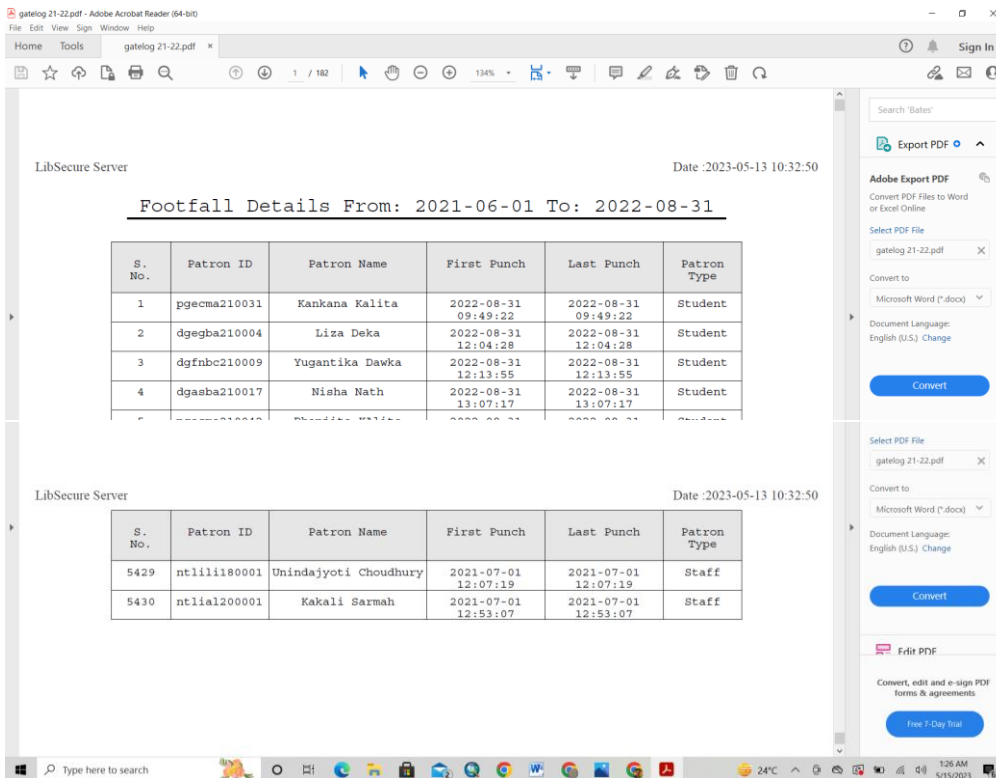 gatelog 21-22.pdf - Adobe Acrobat Reader (64-bit)
File Edit View Sign Window Help
Home Tools gatelog 21-22.pdf × Sign In
1 / 182 134%
Search 'Bates'
Export PDF
Adobe Export PDF
Convert PDF Files to Word
or Excel Online
Select PDF File
gatelog 21-22.pdf
Convert to
Microsoft Word (*.docx)
Document Language:
English (U.S.) Change
Convert
LibSecure Server Date :2023-05-13 10:32:50
Footfall Details From: 2021-06-01 To: 2022-08-31
S. No. Patron ID Patron Name First Punch Last Punch Patron Type
1 pgecma210031 Kankana Kalita 2022-08-31 09:49:22 2022-08-31 09:49:22 Student
2 dgegba210004 Liza Deka 2022-08-31 12:04:28 2022-08-31 12:04:28 Student
3 dgfnbc210009 Yugantika Dawka 2022-08-31 12:13:55 2022-08-31 12:13:55 Student
4 dgasba210017 Nisha Nath 2022-08-31 13:07:17 2022-08-31 13:07:17 Student
LibSecure Server Date :2023-05-13 10:32:50
S. No. Patron ID Patron Name First Punch Last Punch Patron Type
5429 ntlili180001 Unindajyoti Choudhury 2021-07-01 12:07:19 2021-07-01 12:07:19 Staff
5430 ntlial200001 Kakali Sarmah 2021-07-01 12:53:07 2021-07-01 12:53:07 Staff
Select PDF File
gatelog 21-22.pdf
Convert to
Microsoft Word (*.docx)
Document Language:
English (U.S.) Change
Convert
Edit PDF
Convert, edit and e-sign PDF
forms & agreements
Free 7-Day Trial
Type here to search 24°C 1:26 AM
5/15/2023